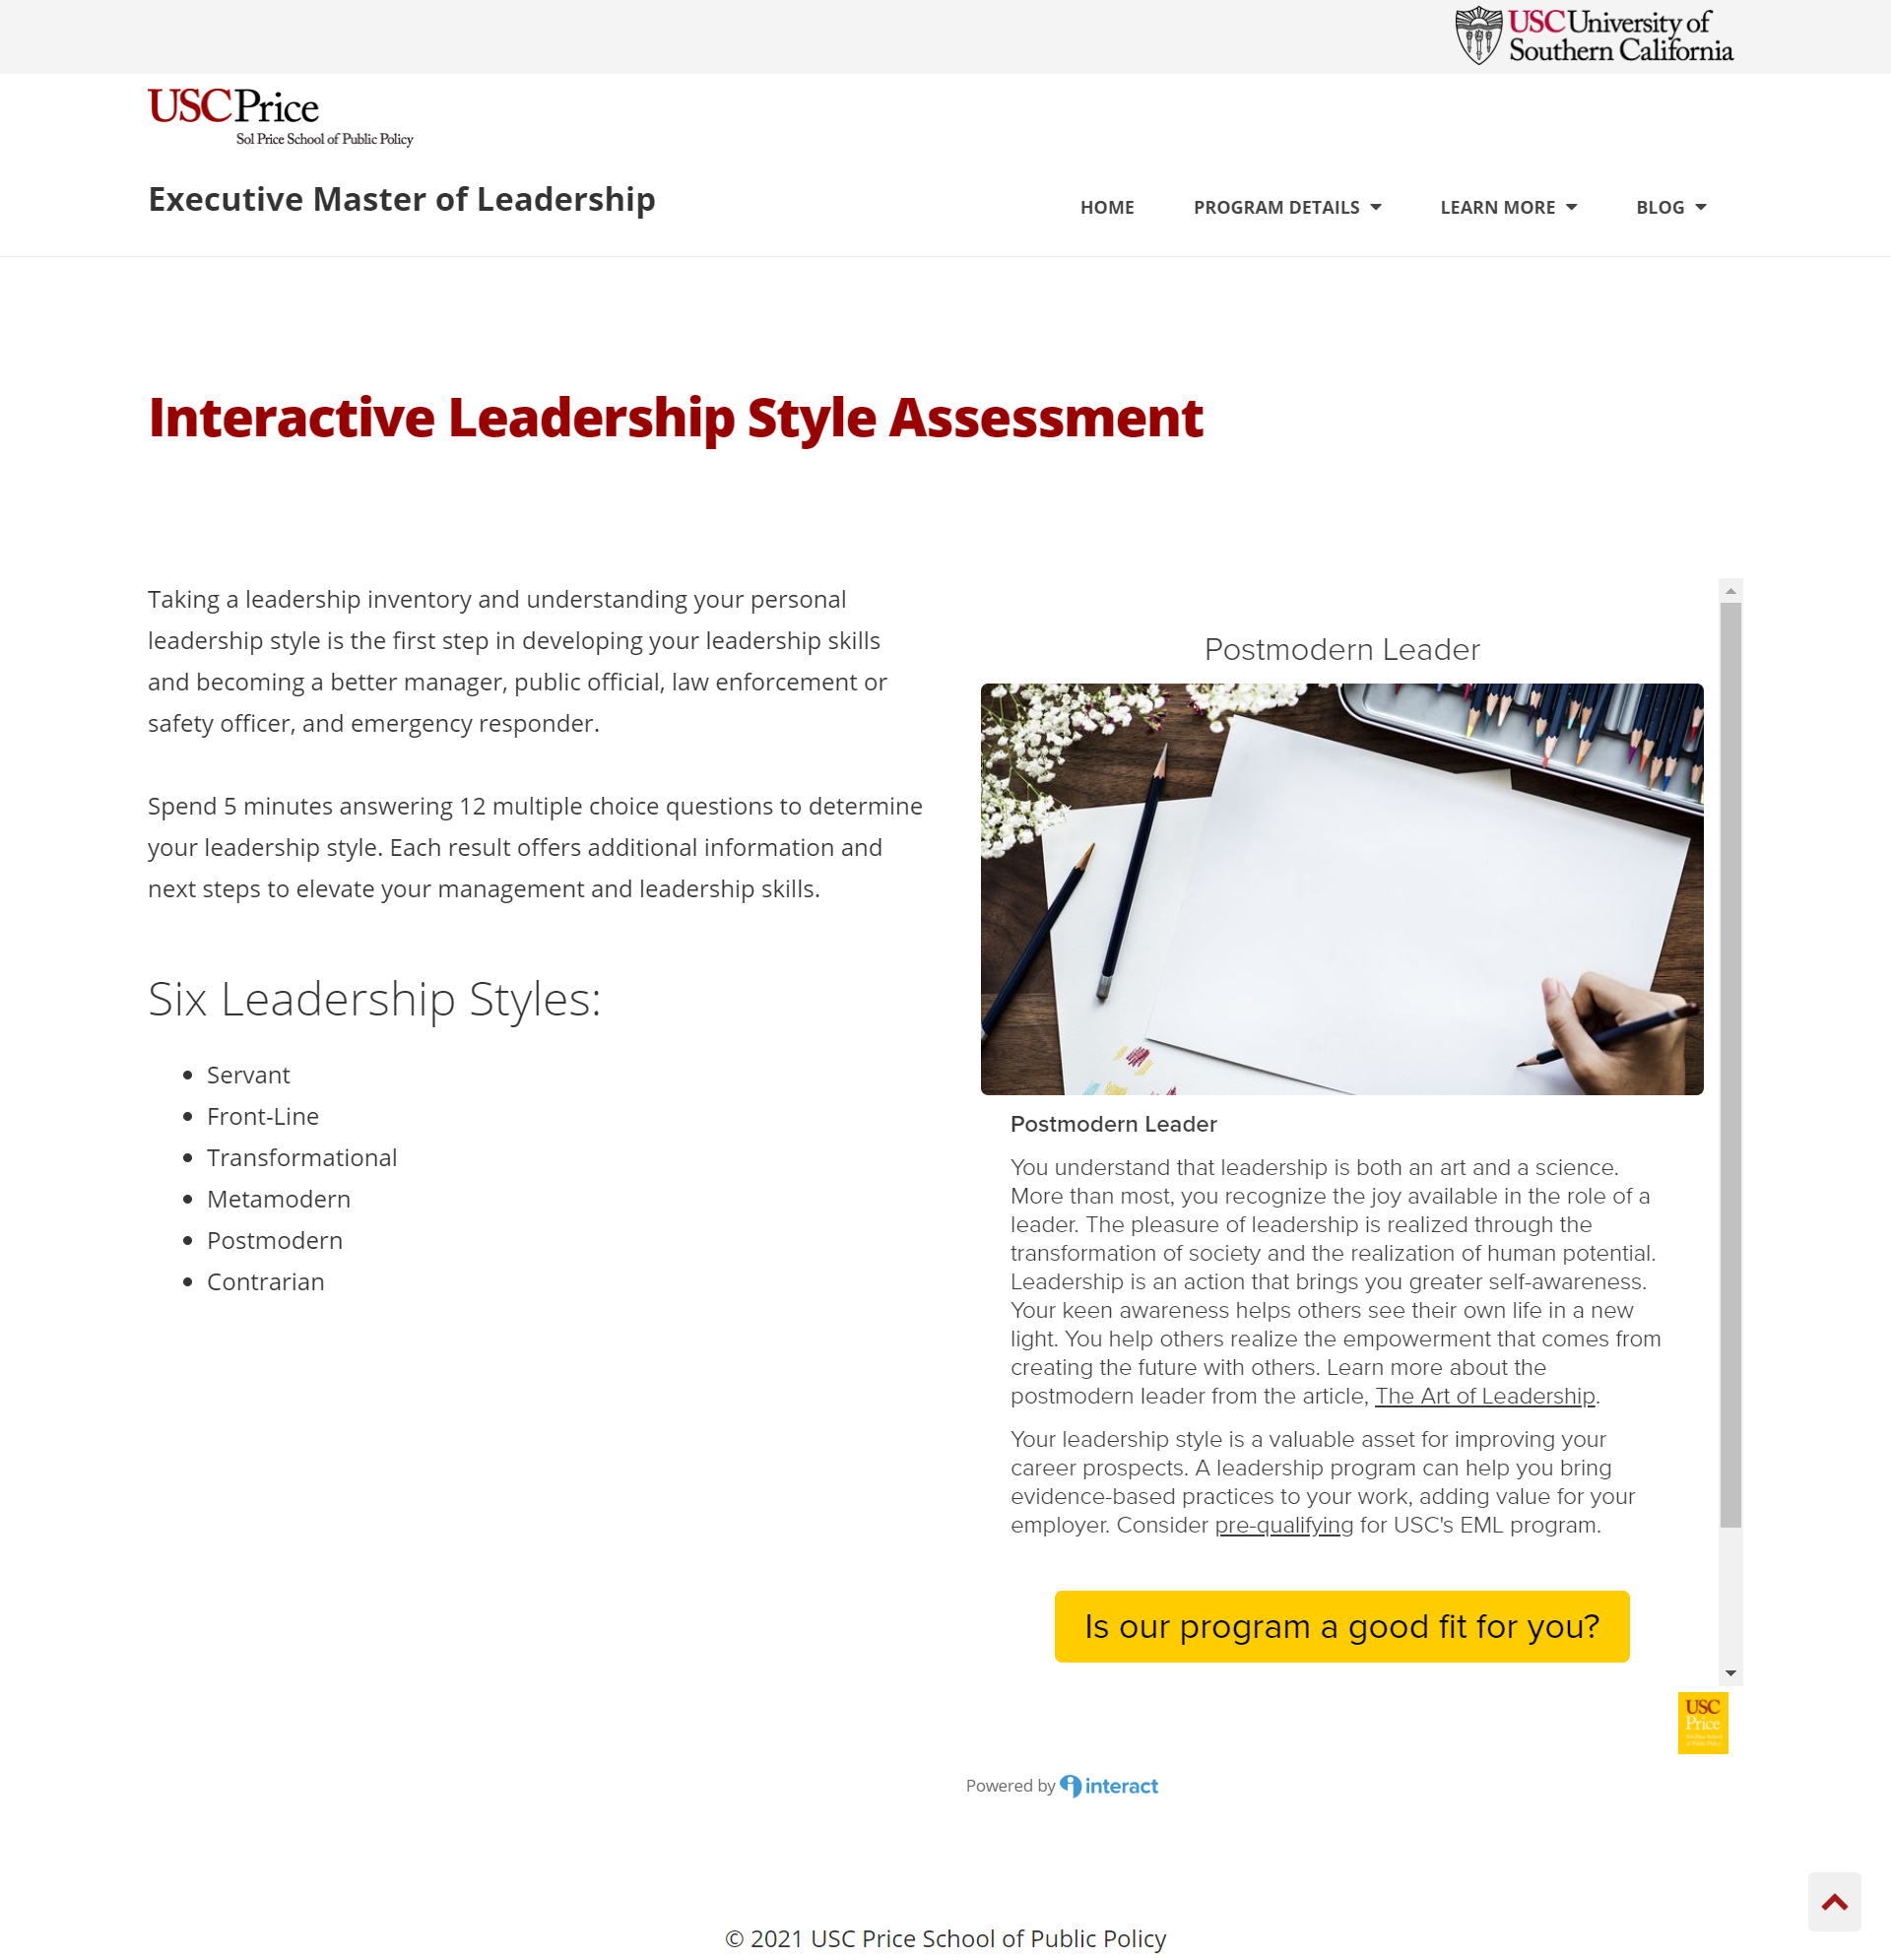 USC University of
Southern California
USC Price
Sol Price School of Public Policy
Executive Master of Leadership
HOME
PROGRAM DETAILS
LEARN MORE
BLOG
Interactive Leadership Style Assessment
Taking a leadership inventory and understanding your personal
leadership style is the first step in developing your leadership skills
and becoming a better manager, public official, law enforcement or
safety officer, and emergency responder.
Spend 5 minutes answering 12 multiple choice questions to determine
your leadership style. Each result offers additional information and
next steps to elevate your management and leadership skills.
Six Leadership Styles:
• Servant
• Front-Line
• Transformational
• Metamodern
• Postmodern
• Contrarian
Postmodern Leader
Postmodern Leader
You understand that leadership is both an art and a science.
More than most, you recognize the joy available in the role of a
leader. The pleasure of leadership is realized through the
transformation of society and the realization of human potential.
Leadership is an action that brings you greater self-awareness.
Your keen awareness helps others see their own life in a new
light. You help others realize the empowerment that comes from
creating the future with others. Learn more about the
postmodern leader from the article, The Art of Leadership.
Your leadership style is a valuable asset for improving your
career prospects. A leadership program can help you bring
evidence-based practices to your work, adding value for your
employer. Consider pre-qualifying for USC's EML program.
Is our program a good fit for you?
USC
Price
Sol Price School
of Public Policy
Powered by interact
© 2021 USC Price School of Public Policy